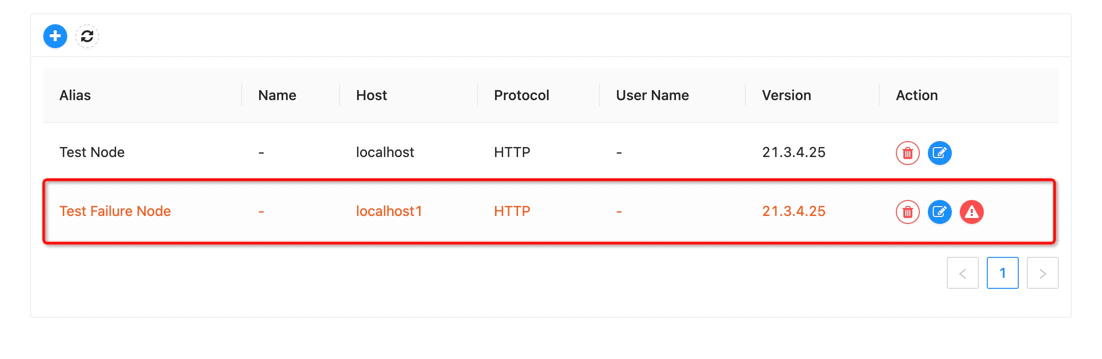 Alias Name Host Protocol User Name Version Action
Test Node - localhost HTTP - 21.3.4.25
Test Failure Node - localhost1 HTTP - 21.3.4.25
< 1 >